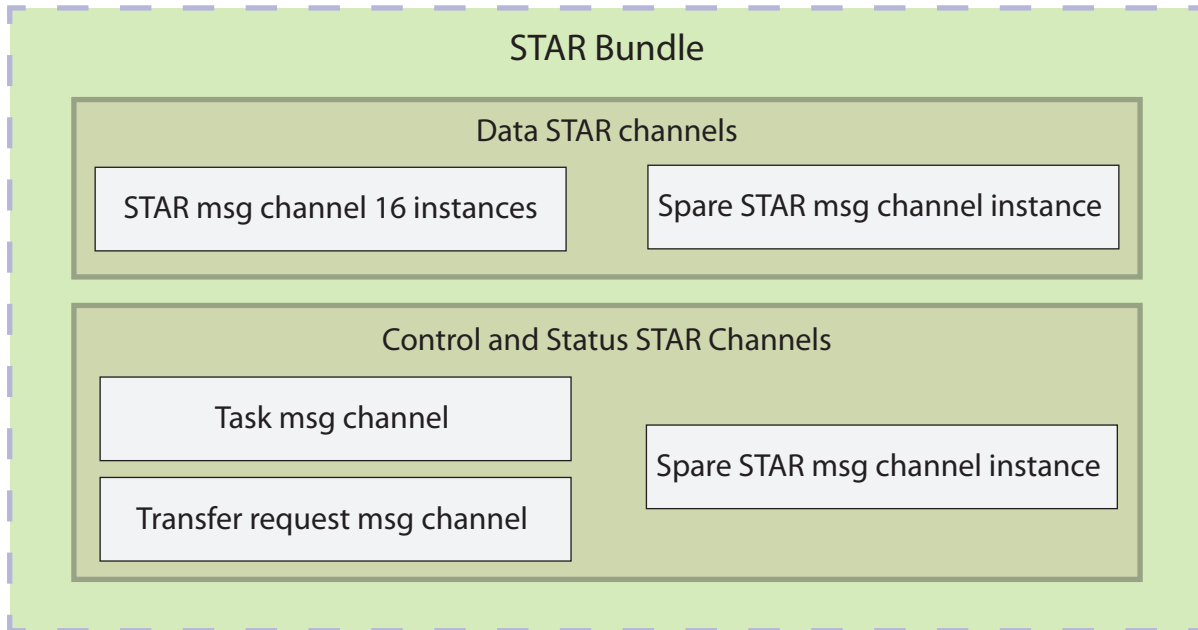 STAR Bundle
Data STAR channels
STAR msg channel 16 instances
Spare STAR msg channel instance
Control and Status STAR Channels
Task msg channel
Transfer request msg channel
Spare STAR msg channel instance